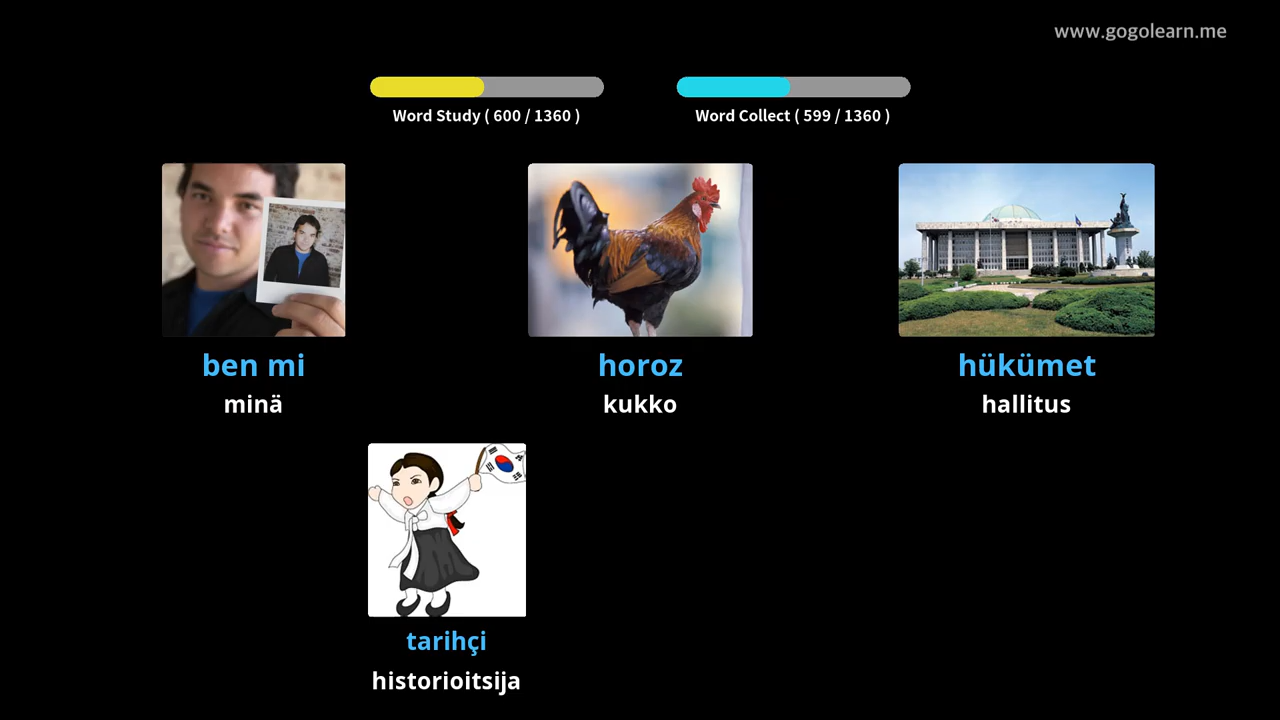 www.gogolearn.me
Word Study ( 600 / 1360 )
Word Collect ( 599 / 1360 )
ben mi
minä
horoz
kukko
hükümet
hallitus
tarihçi
historioitsija